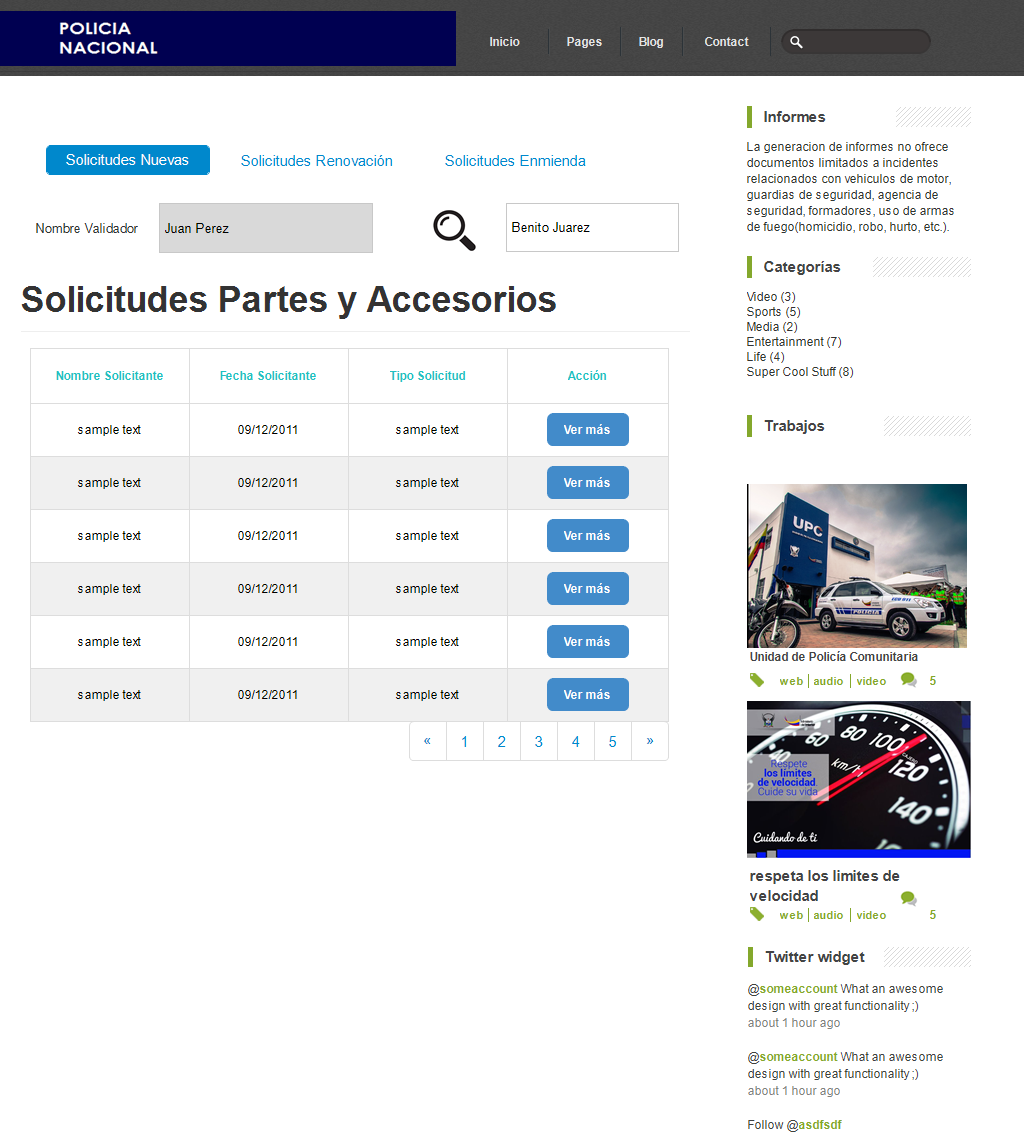 POLICIA
NACIONAL
Inicio
Pages
Blog
Contact
Solicitudes Nuevas
Solicitudes Renovación
Solicitudes Enmienda
Nombre Validador
Juan Perez
Benito Juarez
Solicitudes Partes y Accesorios
Nombre Solicitante Fecha Solicitante Tipo Solicitud Acción
sample text 09/12/2011 sample text Ver más
sample text 09/12/2011 sample text Ver más
sample text 09/12/2011 sample text Ver más
sample text 09/12/2011 sample text Ver más
sample text 09/12/2011 sample text Ver más
sample text 09/12/2011 sample text Ver más
« 1 2 3 4 5 »
Informes
La generacion de informes no ofrece
documentos limitados a incidentes
relacionados con vehiculos de motor,
guardias de seguridad, agencia de
seguridad, formadores, uso de armas
de fuego(homicidio, robo, hurto, etc.).
Categorías
Video (3)
Sports (5)
Media (2)
Entertainment (7)
Life (4)
Super Cool Stuff (8)
Trabajos
UPC
POLICIA
Unidad de Policía Comunitaria
web | audio | video 5
60 80 100 120 140
km/h
Respete
los límites
de velocidad.
Cuide su vida
Cuidando de ti
respeta los limites de
velocidad
web | audio | video 5
Twitter widget
@someaccount What an awesome
design with great functionality ;)
about 1 hour ago
@someaccount What an awesome
design with great functionality ;)
about 1 hour ago
Follow @asdfsdf